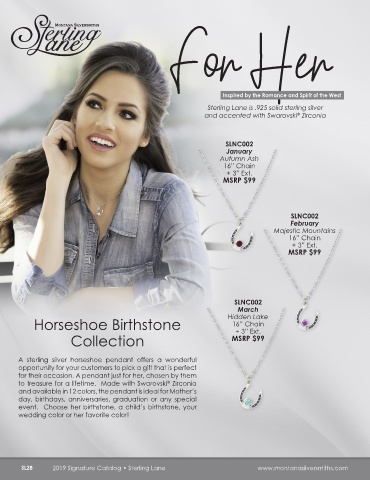 MONTANA SILVERSMITHS
Sterling
Lane
For Her
Inspired by the Romance and Spirit of the West
Sterling Lane is .925 solid sterling silver
and accented with Swarovski® Zirconia
SLNC002
January
Autumn Ash
16" Chain
+ 3" Ext.
MSRP $99
SLNC002
February
Majestic Mountains
16" Chain
+ 3" Ext.
MSRP $99
SLNC002
March
Hidden Lake
16" Chain
+ 3" Ext.
MSRP $99
Horseshoe Birthstone
Collection
A sterling silver horseshoe pendant offers a wonderful
opportunity for your customers to pick a gift that is perfect
for their occasion. A pendant just for her, chosen by them
to treasure for a lifetime. Made with Swarovski® Zirconia
and available in 12 colors, the pendant is ideal for Mother's
day, birthdays, anniversaries, graduation or any special
event. Choose her birthstone, a child's birthstone, your
wedding color or her favorite color!
SL28 2019 Signature Catalog • Sterling Lane www.montanasilversmiths.com